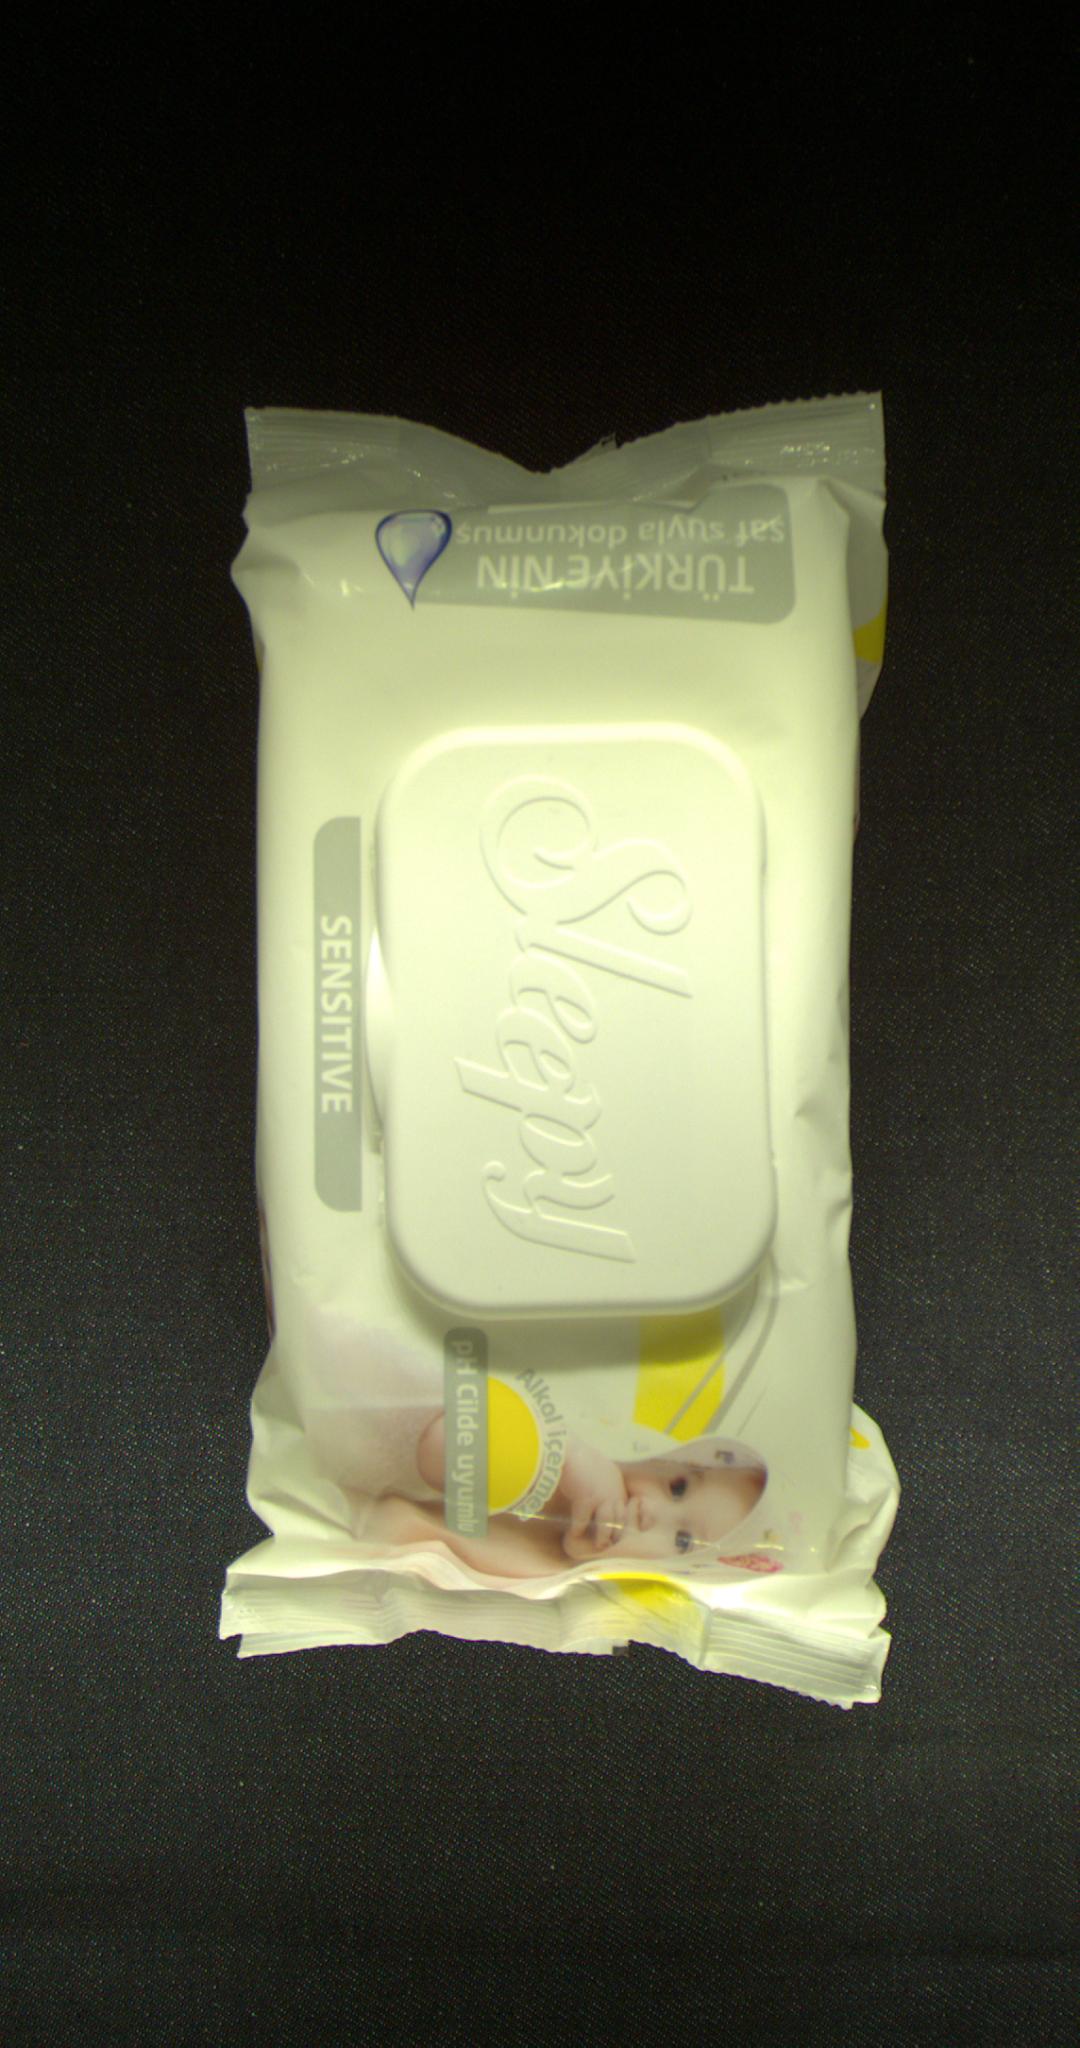 TÜRKİYE'NİN
saf suyla dokunmuş
Sleepy
SENSITIVE
Alkol içermez
pH Cilde uyumlu